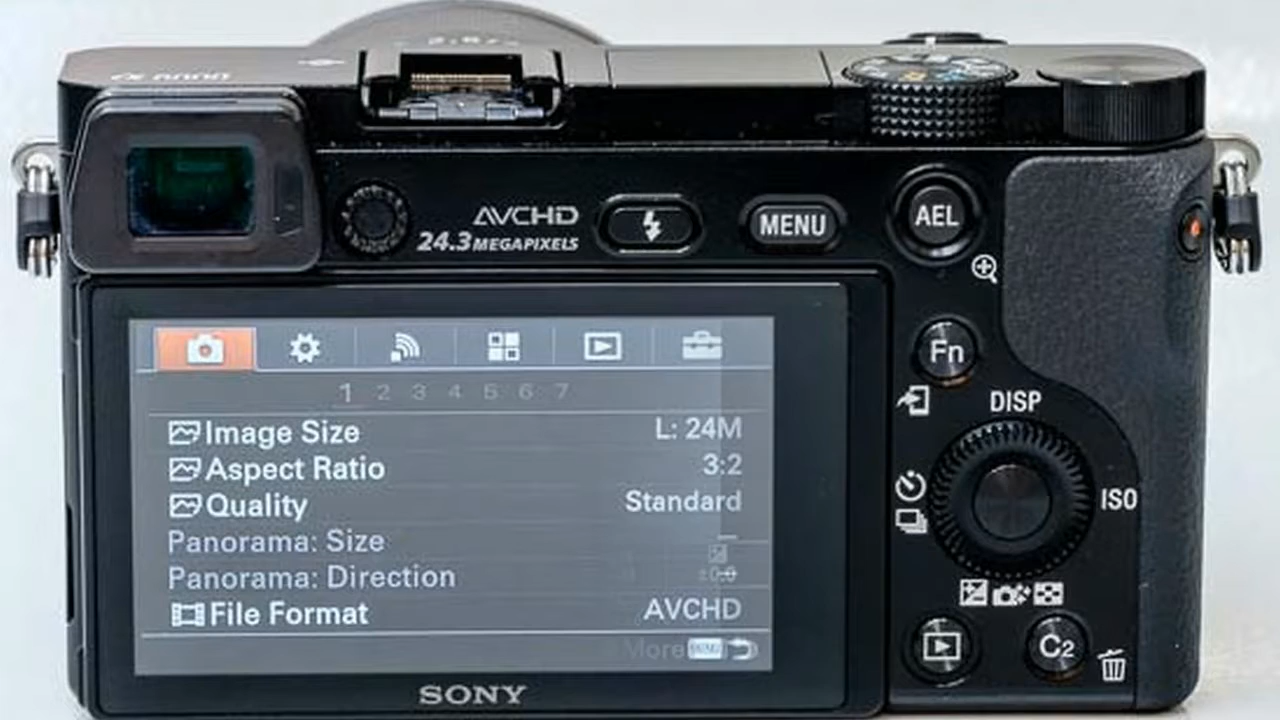 AVCHD
24.3 MEGAPIXELS
MENU
AEL
Fn
DISP
1 2 3 4 5 6 7
Image Size L: 24M
Aspect Ratio 3:2
Quality Standard
ISO
Panorama: Size —
Panorama: Direction
File Format AVCHD
More
C2
SONY